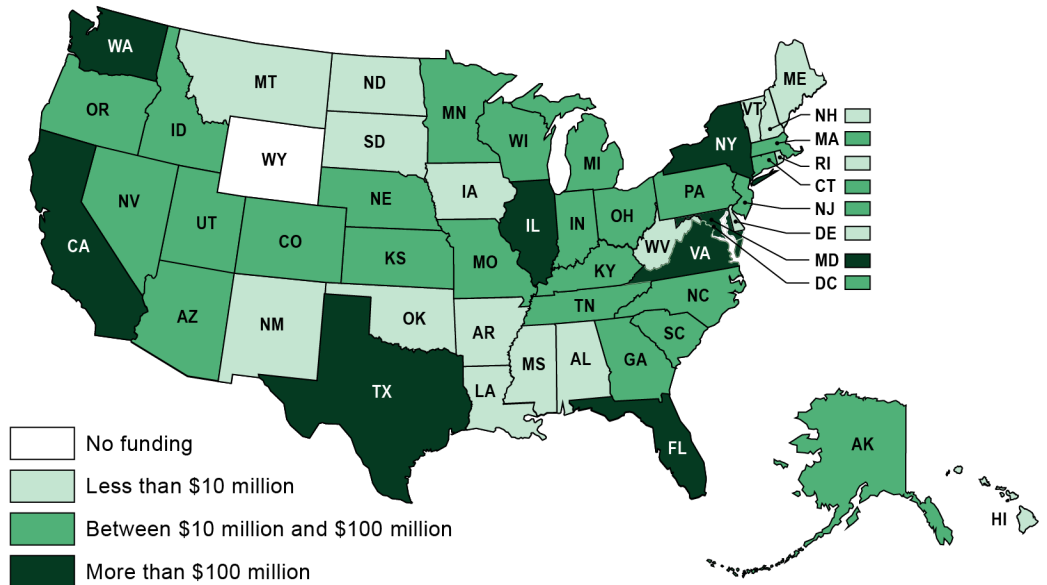 WA
MT
ND
ME
VT
OR
MN
NH
ID
WI
MA
SD
NY
WY
MI
RI
CT
IA
PA
NE
NJ
NV
OH
IL
IN
UT
DE
CA
CO
WV
VA
MD
KS
MO
KY
DC
NC
TN
AZ
OK
NM
AR
SC
MS
AL
GA
TX
LA
No funding
FL
AK
Less than $10 million
HI
Between $10 million and $100 million
More than $100 million